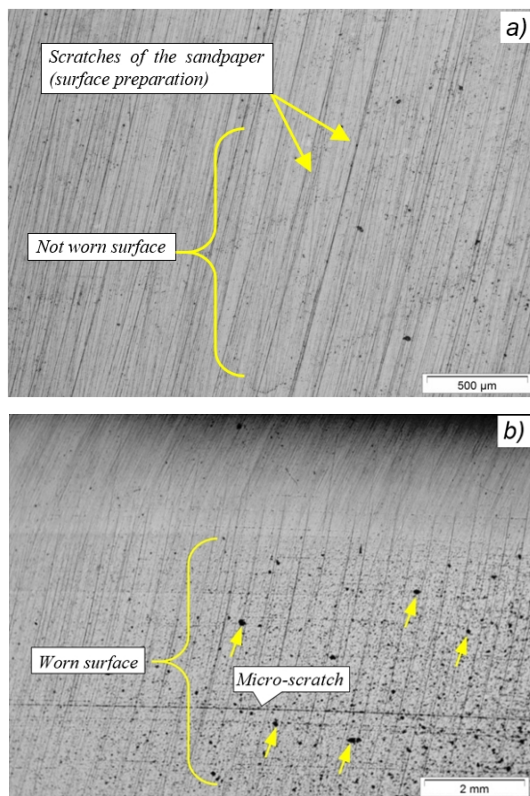 a)
Scratches of the sandpaper
(surface preparation)
Not worn surface
500 µm
b)
Worn surface
Micro-scratch
2 mm